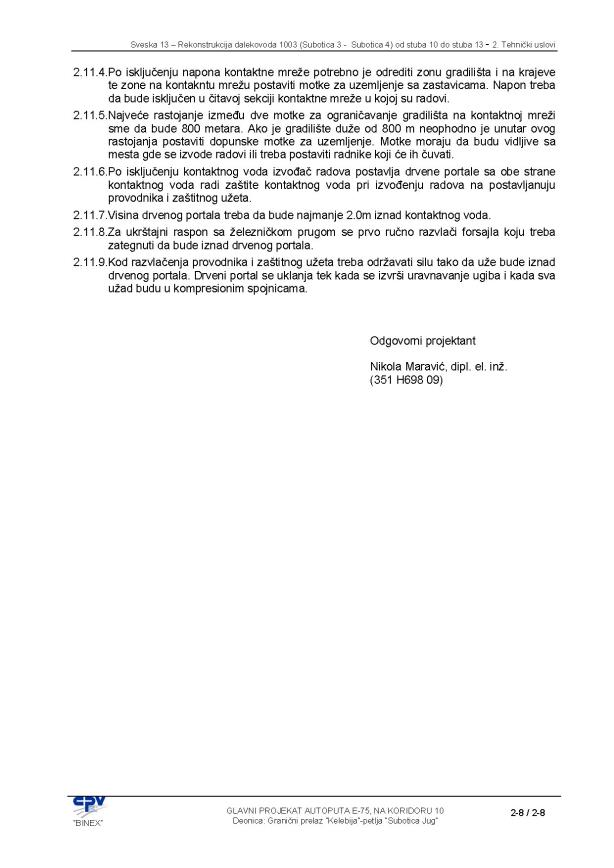 Sveska 13 – Rekonstrukcija dalekovoda 1003 (Subotica 3 - Subotica 4) od stuba 10 do stuba 13 - 2. Tehnički uslovi
2.11.4.Po isključenju napona kontaktne mreže potrebno je odrediti zonu gradilišta i na krajeve
te zone na kontakntu mrežu postaviti motke za uzemljenje sa zastavicama. Napon treba
da bude isključen u čitavoj sekciji kontaktne mreže u kojoj su radovi.
2.11.5.Najveće rastojanje između dve motke za ograničavanje gradilišta na kontaktnoj mreži
sme da bude 800 metara. Ako je gradilište duže od 800 m neophodno je unutar ovog
rastojanja postaviti dopunske motke za uzemljenje. Motke moraju da budu vidljive sa
mesta gde se izvode radovi ili treba postaviti radnike koji će ih čuvati.
2.11.6.Po isključenju kontaktnog voda izvođač radova postavlja drvene portale sa obe strane
kontaktnog voda radi zaštite kontaktnog voda pri izvođenju radova na postavljanuju
provodnika i zaštitnog užeta.
2.11.7.Visina drvenog portala treba da bude najmanje 2.0m iznad kontaktnog voda.
2.11.8.Za ukrštajni raspon sa železničkom prugom se prvo ručno razvlači forsajla koju treba
zategnuti da bude iznad drvenog portala.
2.11.9.Kod razvlačenja provodnika i zaštitnog užeta treba održavati silu tako da uže bude iznad
drvenog portala. Drveni portal se uklanja tek kada se izvrši uravnavanje ugiba i kada sva
užad budu u kompresionim spojnicama.
Odgovorni projektant
Nikola Maravić, dipl. el. inž.
(351 H698 09)
CPV
"BINEX"
GLAVNI PROJEKAT AUTOPUTA E-75, NA KORIDORU 10
Deonica: Granični prelaz "Kelebija"-petlja "Subotica Jug"
2-8 / 2-8